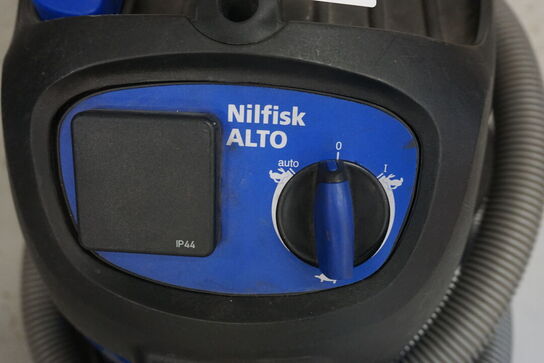 Nilfisk
ALTO
0
auto
I
IP44